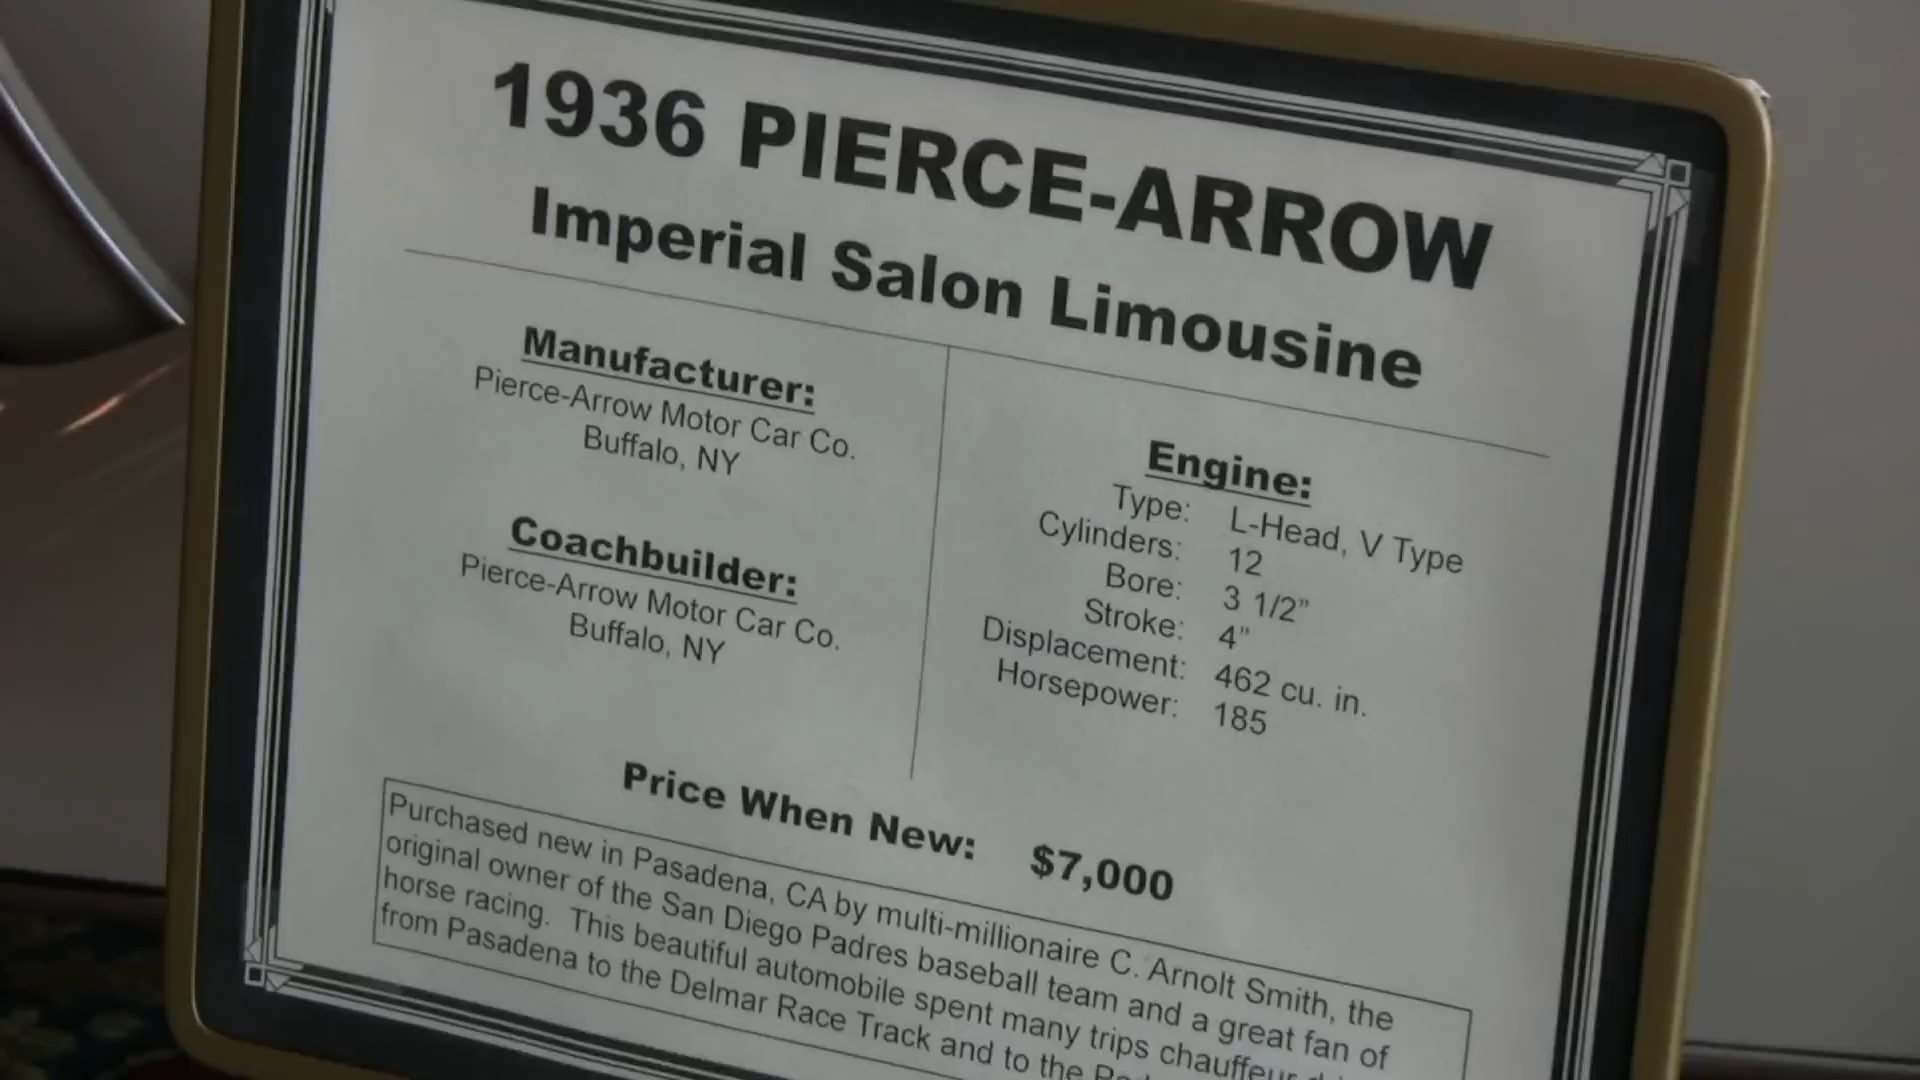 1936 PIERCE-ARROW
Imperial Salon Limousine
Manufacturer:
Pierce-Arrow Motor Car Co.
Buffalo, NY
Coachbuilder:
Pierce-Arrow Motor Car Co.
Buffalo, NY
Engine:
Type: L-Head, V Type
Cylinders: 12
Bore: 3 1/2”
Stroke: 4”
Displacement: 462 cu. in.
Horsepower: 185
Price When New: $7,000
Purchased new in Pasadena, CA by multi-millionaire C. Arnolt Smith, the
original owner of the San Diego Padres baseball team and a great fan of
horse racing. This beautiful automobile spent many trips
from Pasadena to the Delmar Race Track and to the